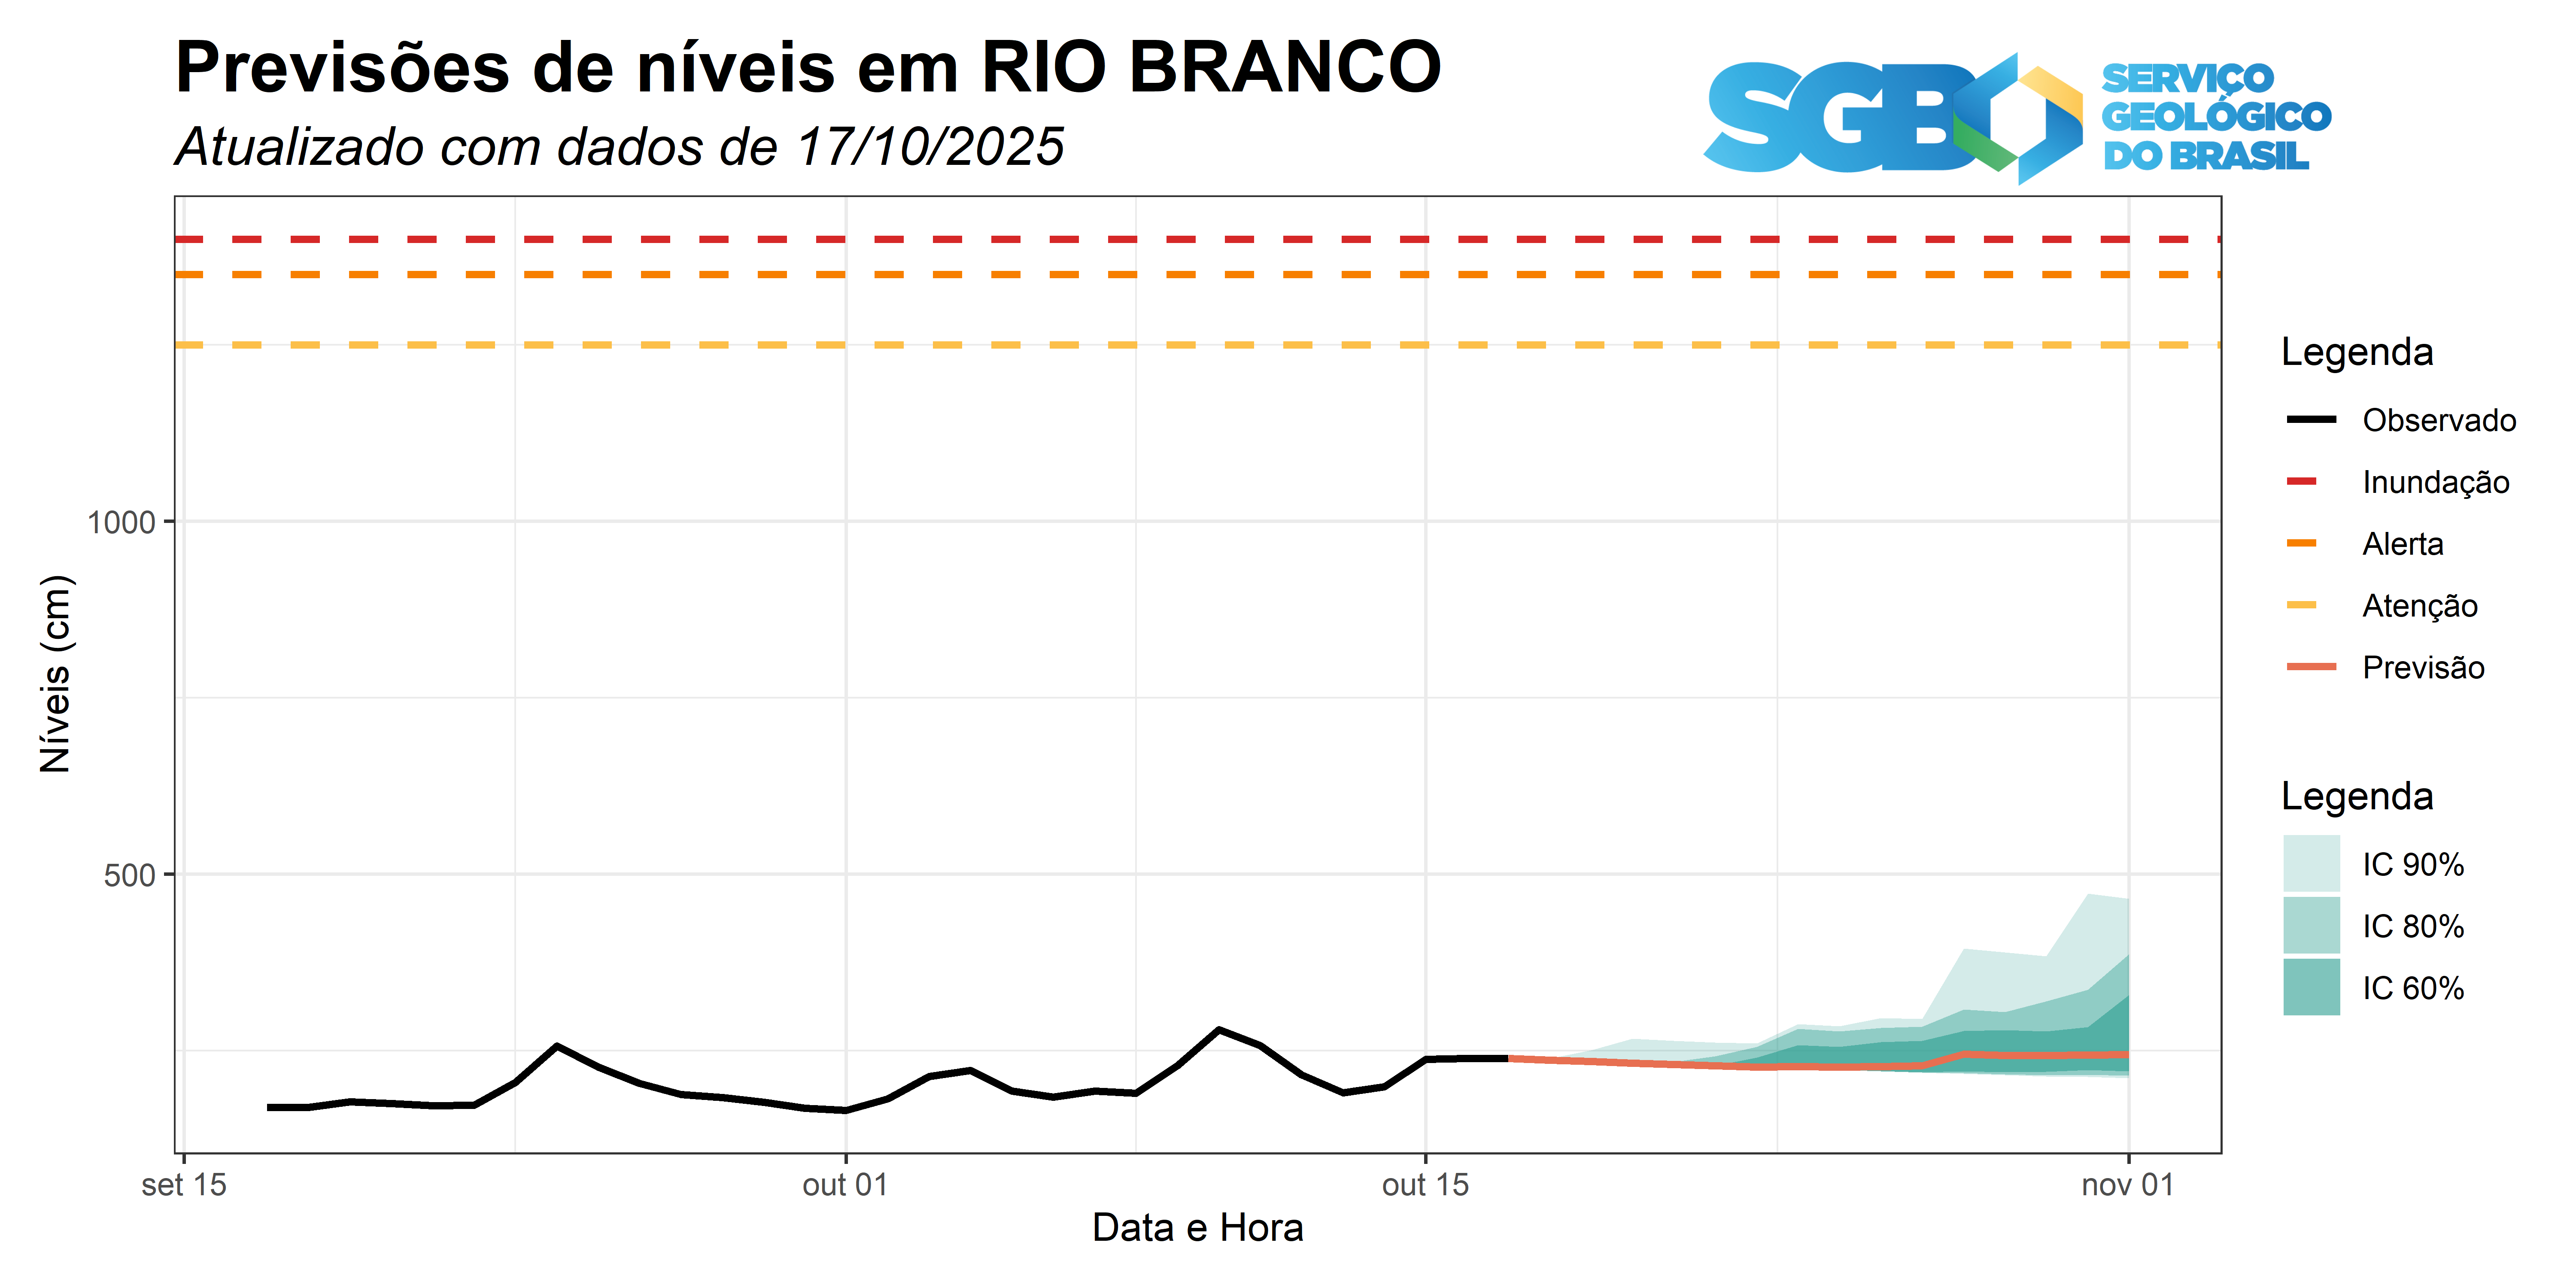 Previsões de níveis em RIO BRANCO
Atualizado com dados de 17/10/2025
SGB
SERVIÇO
GEOLÓGICO
DO BRASIL
Níveis (cm)
1000
500
set 15
out 01
out 15
nov 01
Data e Hora
Legenda
Observado
Inundação
Alerta
Atenção
Previsão
Legenda
IC 90%
IC 80%
IC 60%